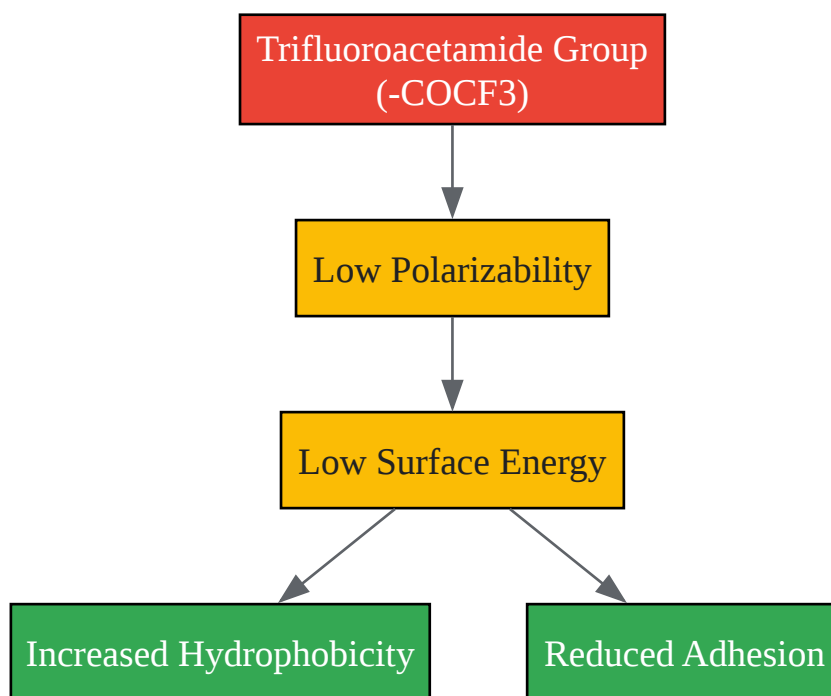 Trifluoroacetamide Group
(-COCF3)
Low Polarizability
Low Surface Energy
Increased Hydrophobicity
Reduced Adhesion